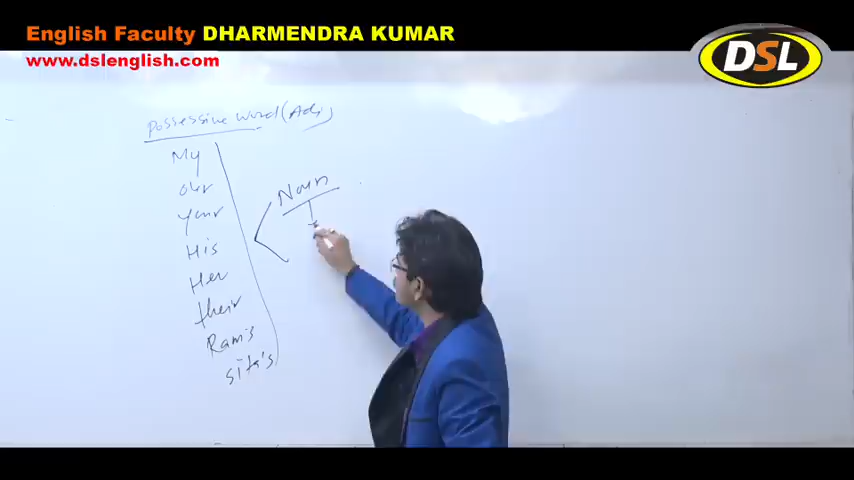 English Faculty DHARMENDRA KUMAR
www.dslenglish.com
DSL
Possessive word (Adj)
My
our
Your
His
Her
their
Ram's
sita's
Noun